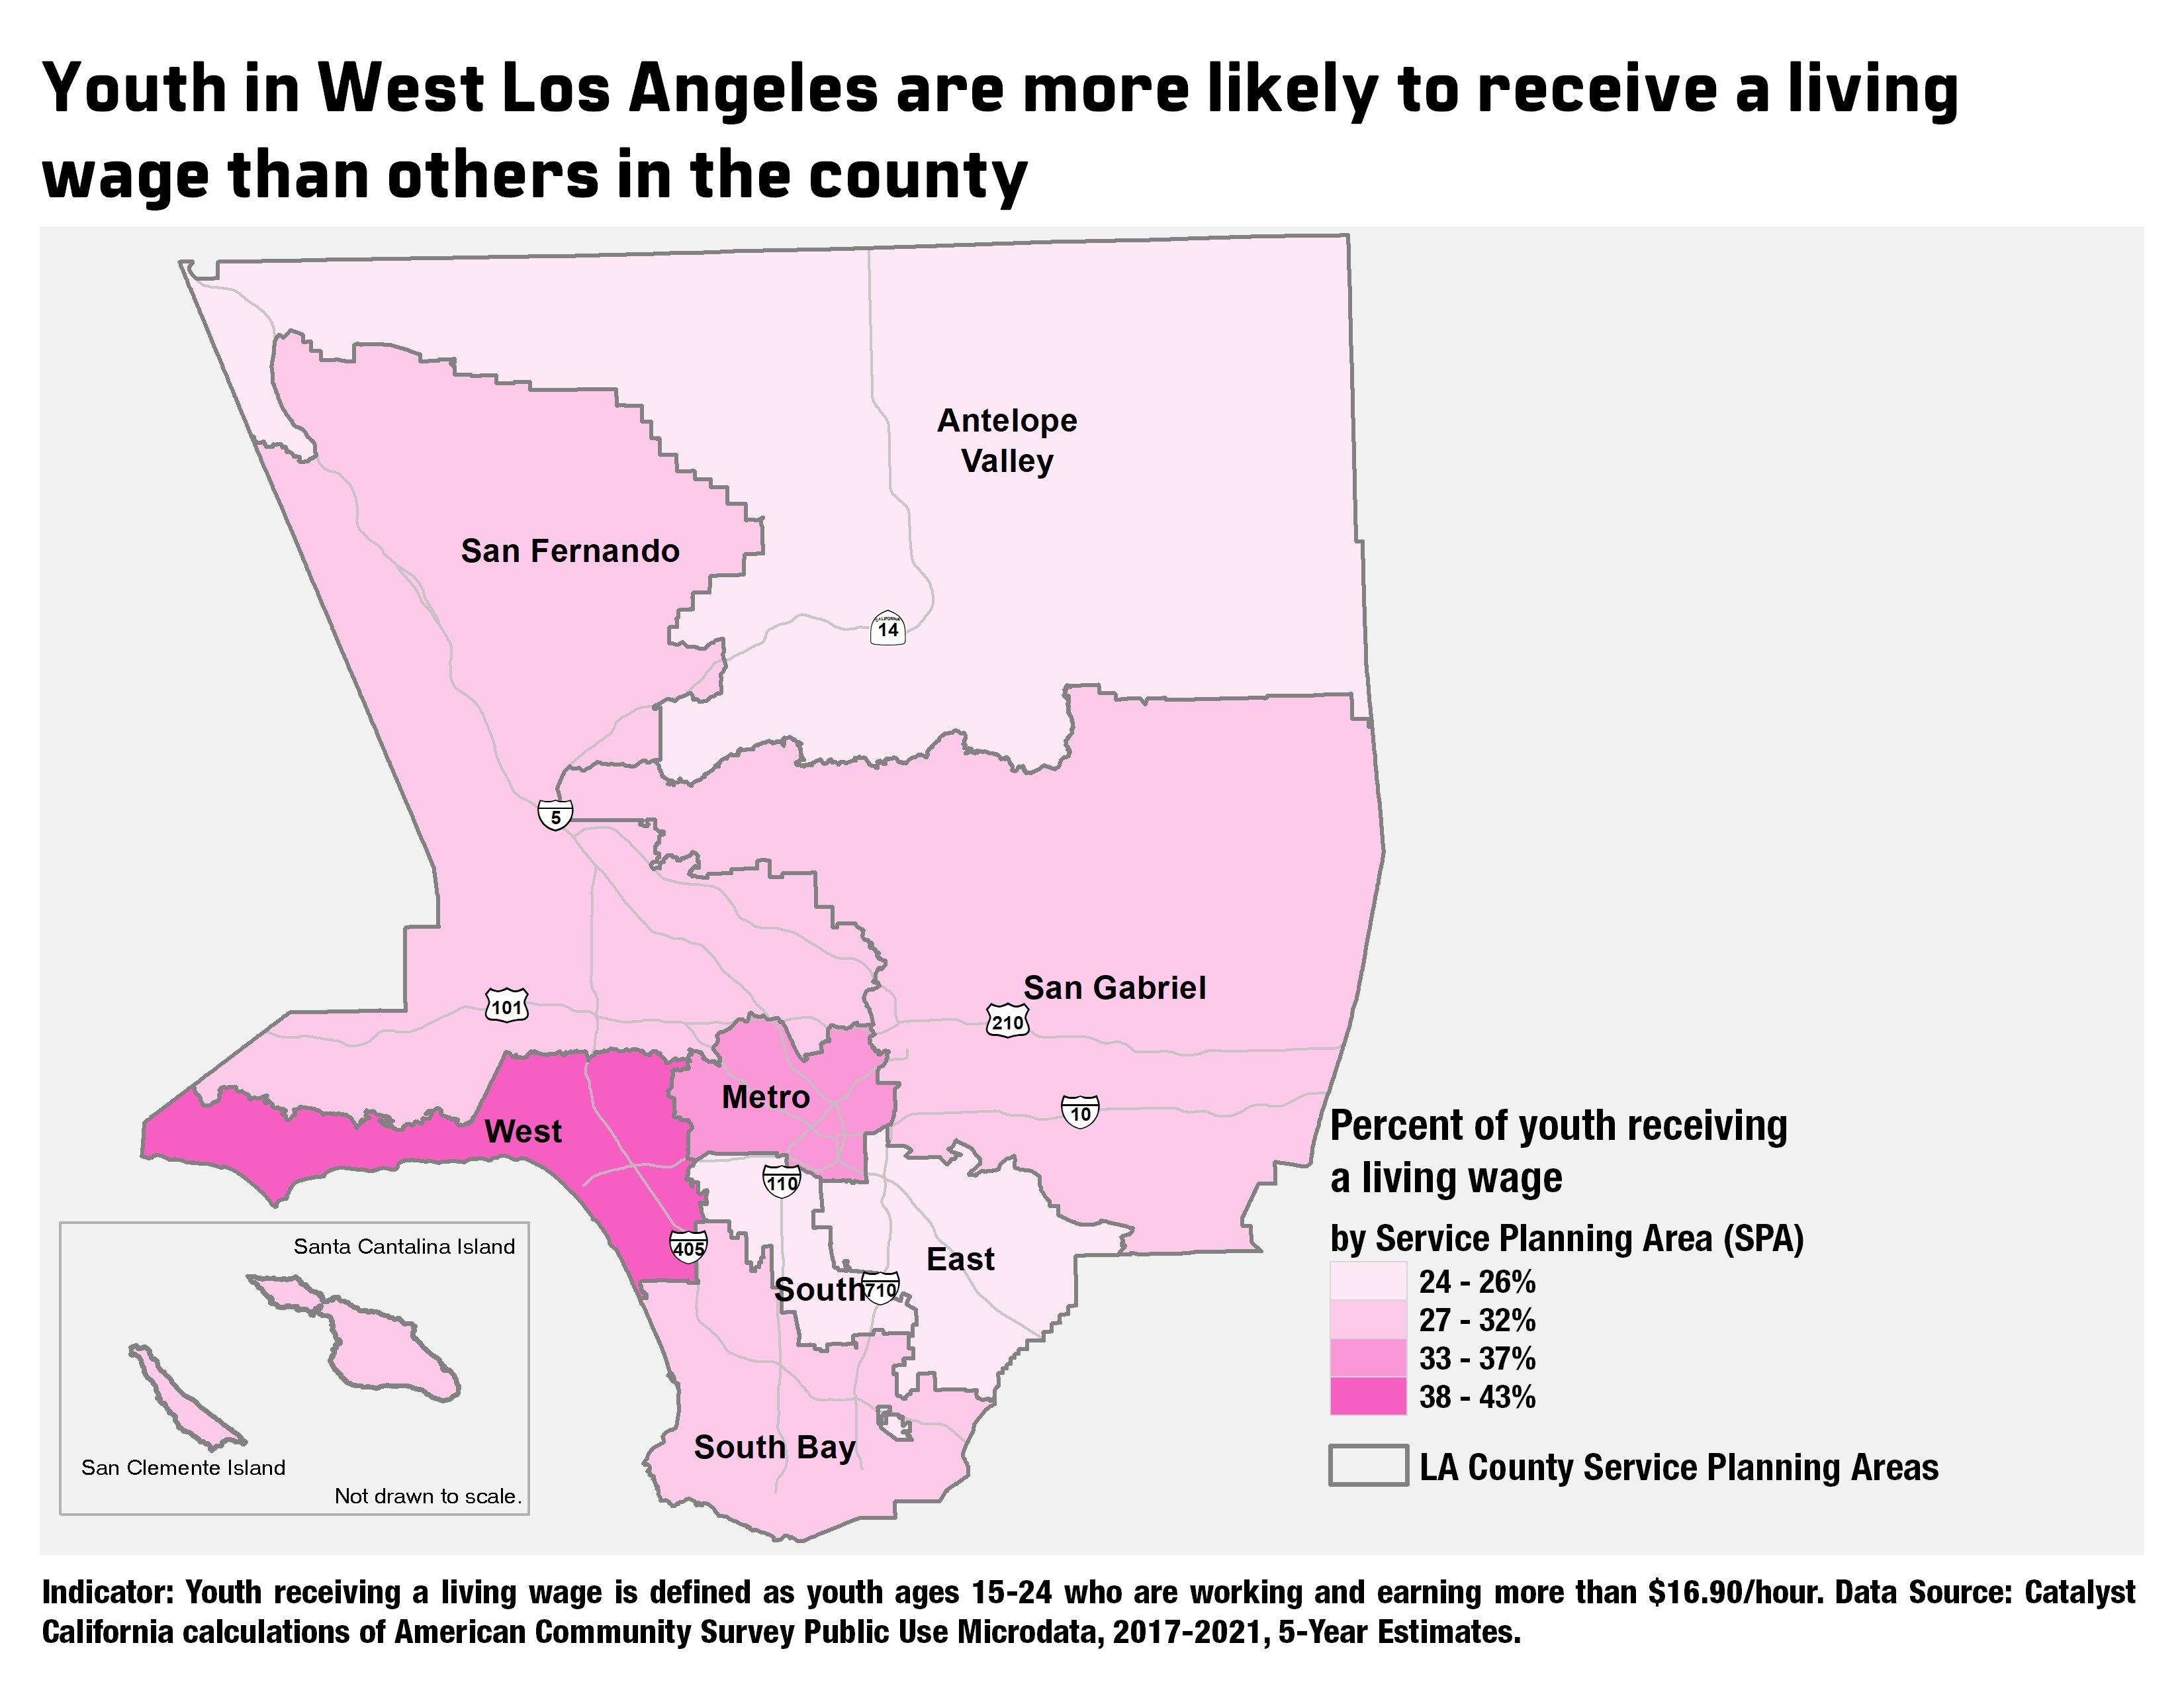 Youth in West Los Angeles are more likely to receive a living
wage than others in the county
Antelope
Valley
San Fernando
CALIFORNIA
14
5
101
San Gabriel
210
Metro
10
West
110
405
East
South
710
South Bay
Santa Cantalina Island
San Clemente Island
Not drawn to scale.
Percent of youth receiving
a living wage
by Service Planning Area (SPA)
24 - 26%
27 - 32%
33 - 37%
38 - 43%
LA County Service Planning Areas
Indicator: Youth receiving a living wage is defined as youth ages 15-24 who are working and earning more than $16.90/hour. Data Source: Catalyst
California calculations of American Community Survey Public Use Microdata, 2017-2021, 5-Year Estimates.